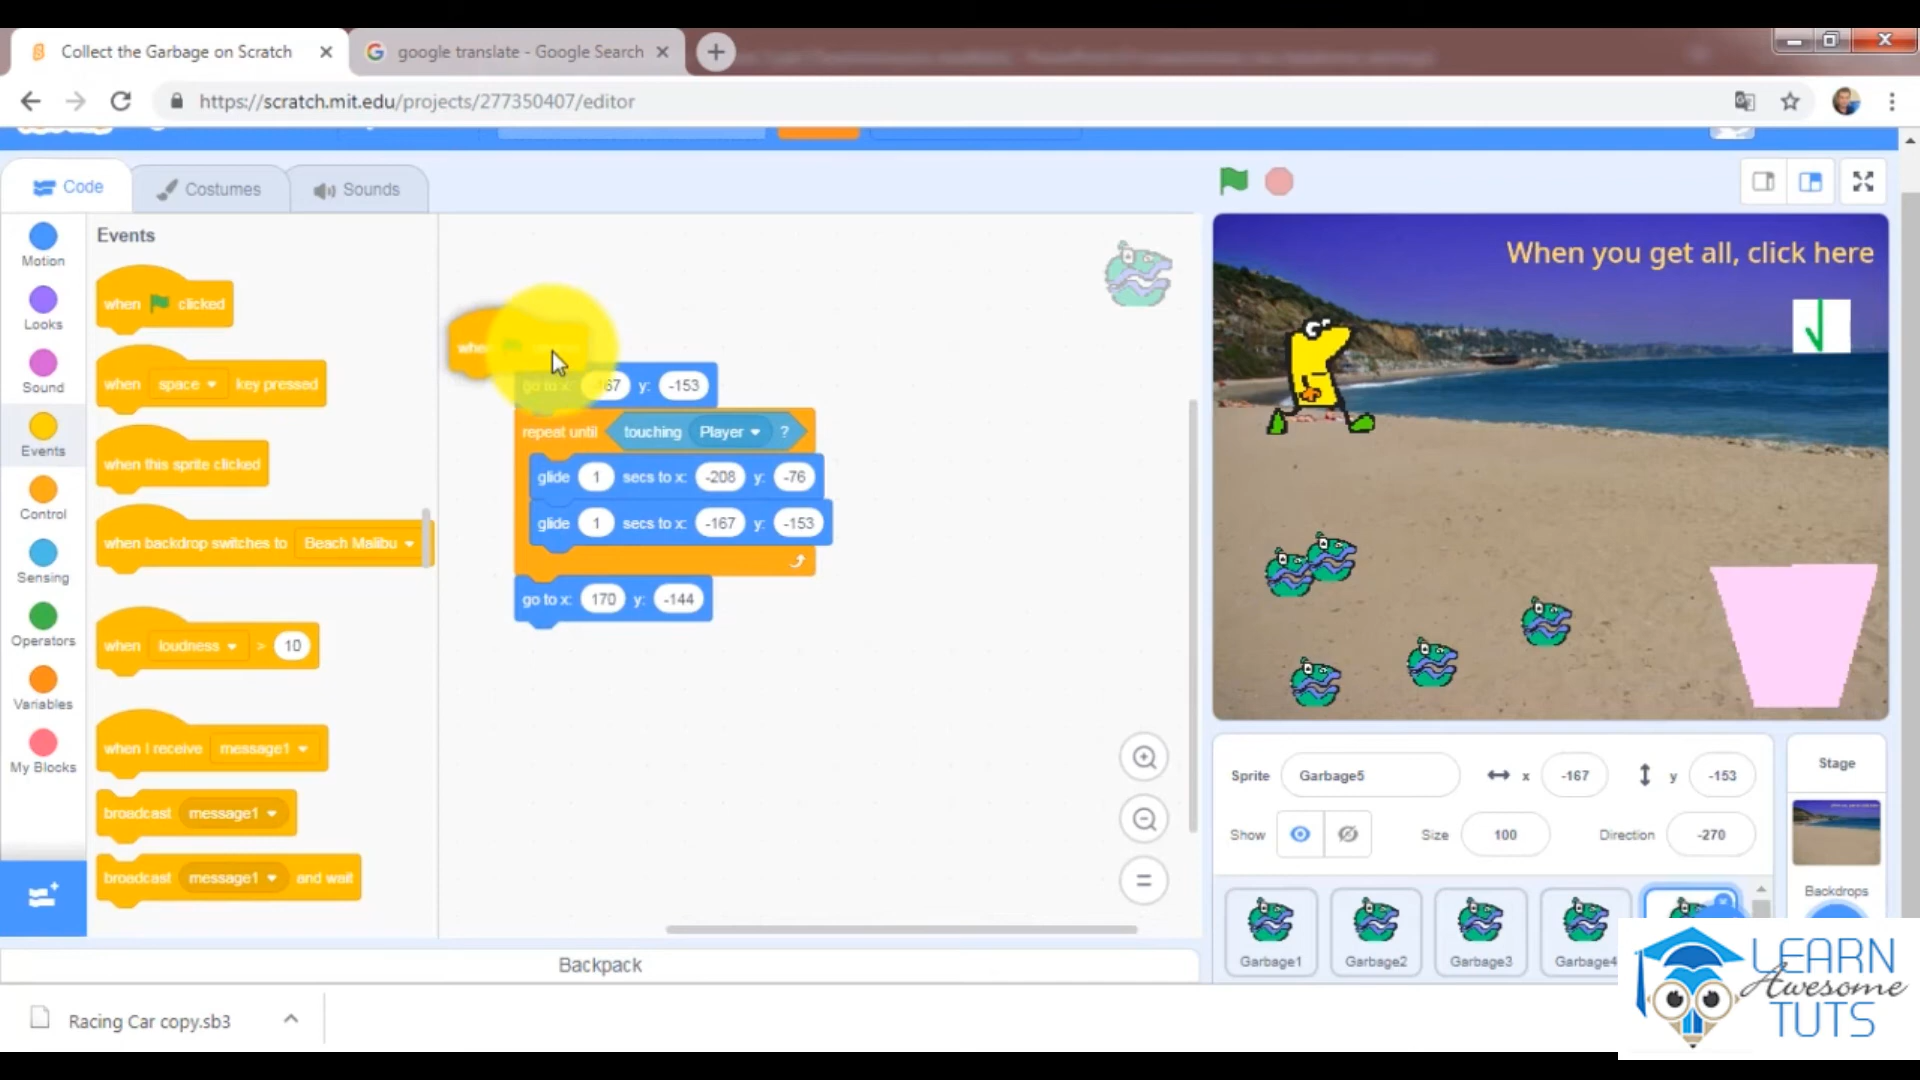 Collect the Garbage on Scratch
google translate - Google Search
https://scratch.mit.edu/projects/277350407/editor
Code
Costumes
Sounds
Motion
Looks
Sound
Events
Control
Sensing
Operators
Variables
My Blocks
Events
when clicked
when space key pressed
when this sprite clicked
when backdrop switches to Beach Malibu
when loudness > 10
when I receive message1
broadcast message1
broadcast message1 and wait
when
go to x: -167 y: -153
repeat until touching Player ?
glide 1 secs to x: -208 y: -76
glide 1 secs to x: -167 y: -153
go to x: 170 y: -144
Backpack
When you get all, click here
Sprite Garbage5 x -167 y -153
Show Size 100 Direction -270
Garbage1
Garbage2
Garbage3
Garbage4
Stage
Backdrops
Racing Car copy.sb3
LEARN
Awesome
TUTS